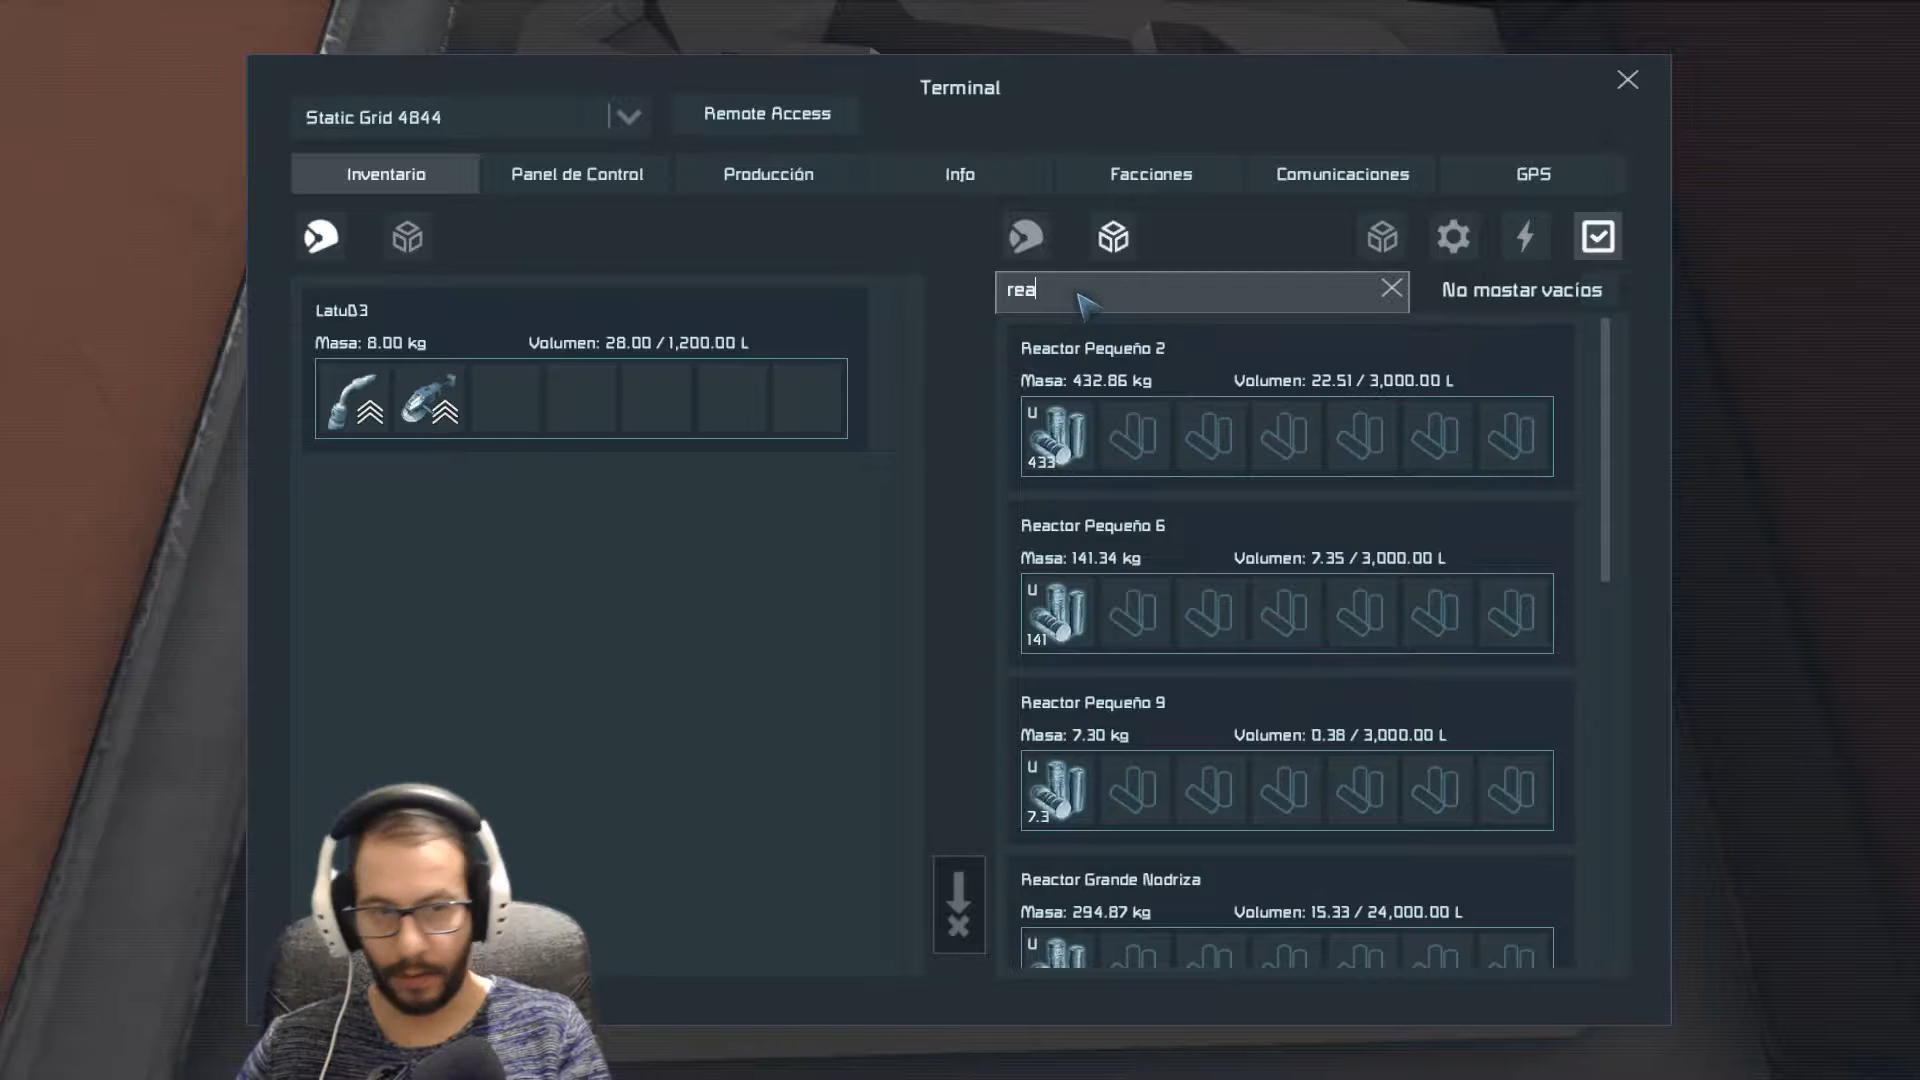 Terminal
Static Grid 4844
Remote Access
Inventario
Panel de Control
Producción
Info
Facciones
Comunicaciones
GPS
rea
No mostar vacíos
LatuD3
Masa: 8.00 kg
Volumen: 28.00 / 1,200.00 L
Reactor Pequeño 2
Masa: 432.86 kg
Volumen: 22.51 / 3,000.00 L
U
433
Reactor Pequeño 6
Masa: 141.34 kg
Volumen: 7.35 / 3,000.00 L
U
141
Reactor Pequeño 9
Masa: 7.30 kg
Volumen: 0.38 / 3,000.00 L
U
7.3
Reactor Grande Nodriza
Masa: 294.87 kg
Volumen: 15.33 / 24,000.00 L
U